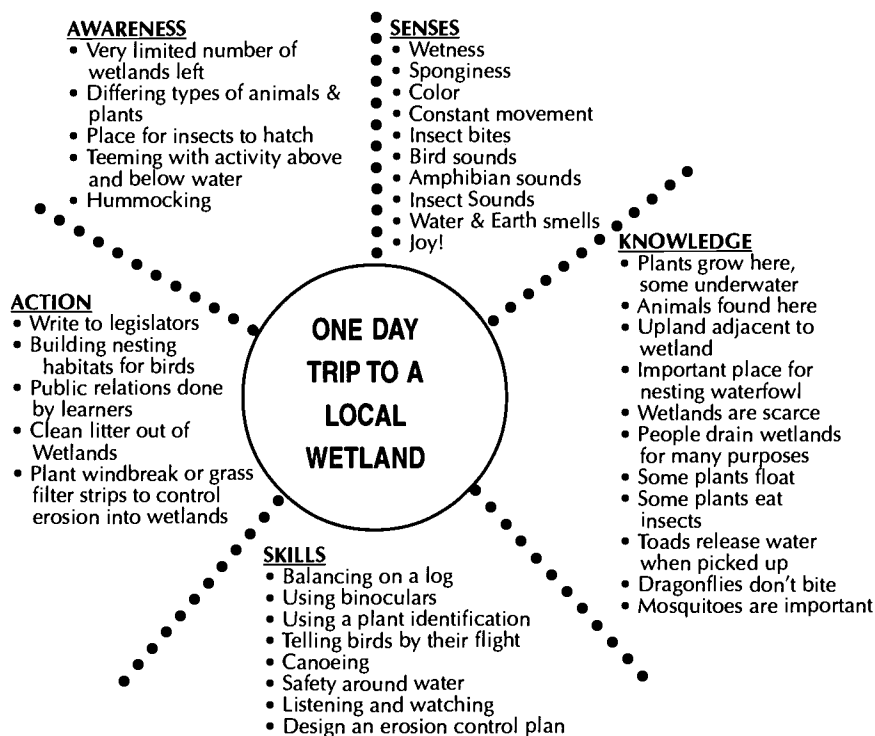 AWARENESS
• Very limited number of
wetlands left
• Differing types of animals &
plants
• Place for insects to hatch
• Teeming with activity above
and below water
• Hummocking
SENSES
• Wetness
• Sponginess
• Color
• Constant movement
• Insect bites
• Bird sounds
• Amphibian sounds
• Insect Sounds
• Water & Earth smells
• Joy!
KNOWLEDGE
• Plants grow here,
some underwater
• Animals found here
• Upland adjacent to
wetland
• Important place for
nesting waterfowl
• Wetlands are scarce
• People drain wetlands
for many purposes
• Some plants float
• Some plants eat
insects
• Toads release water
when picked up
• Dragonflies don't bite
• Mosquitoes are important
ACTION
• Write to legislators
• Building nesting
habitats for birds
• Public relations done
by learners
• Clean litter out of
Wetlands
• Plant windbreak or grass
filter strips to control
erosion into wetlands
ONE DAY
TRIP TO A
LOCAL
WETLAND
SKILLS
• Balancing on a log
• Using binoculars
• Using a plant identification
• Telling birds by their flight
• Canoeing
• Safety around water
• Listening and watching
• Design an erosion control plan